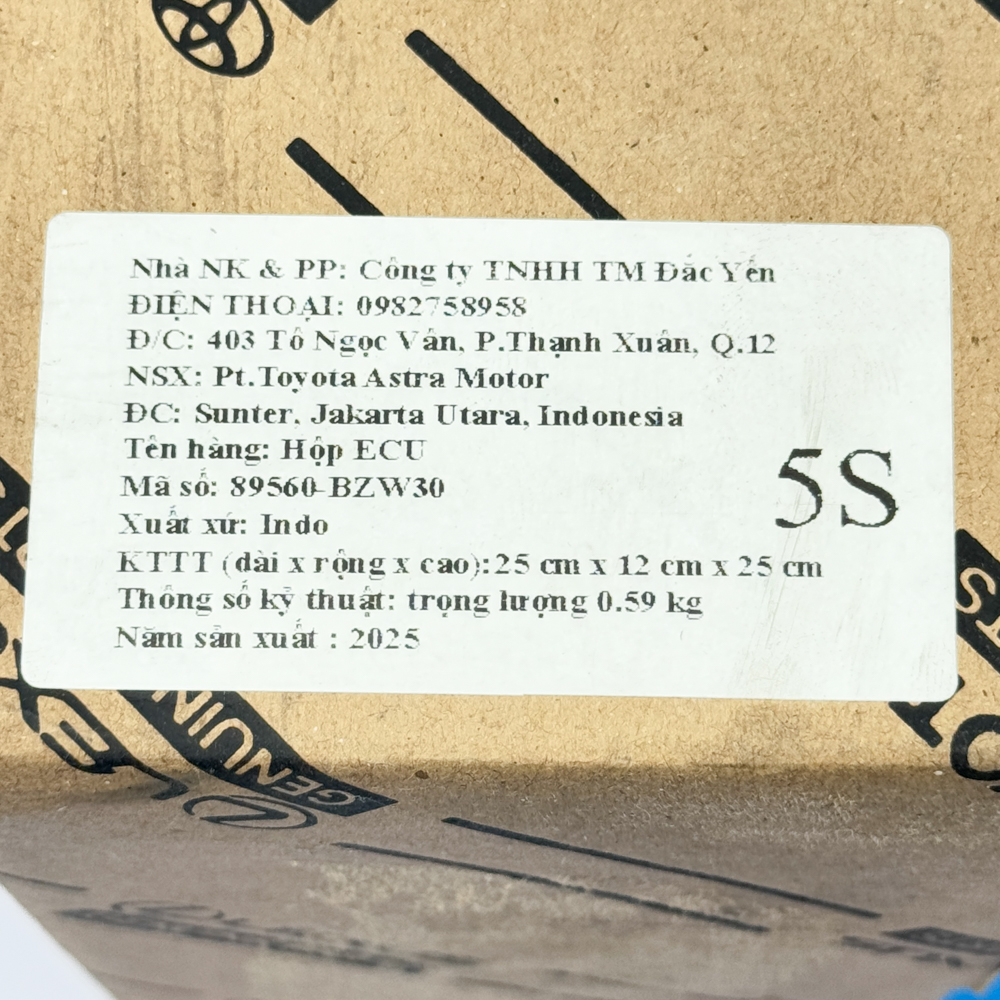 Nhà NK & PP: Công ty TNHH TM Đắc Yến
ĐIỆN THOẠI: 0982758958
Đ/C: 403 Tô Ngọc Vân, P.Thạnh Xuân, Q.12
NSX: Pt.Toyota Astra Motor
ĐC: Sunter, Jakarta Utara, Indonesia
Tên hàng: Hộp ECU
Mã số: 89560-BZW30
Xuất xứ: Indo
KTTT (dài x rộng x cao):25 cm x 12 cm x 25 cm
Thông số kỹ thuật: trọng lượng 0.59 kg
Năm sản xuất : 2025
5S
GENUIN